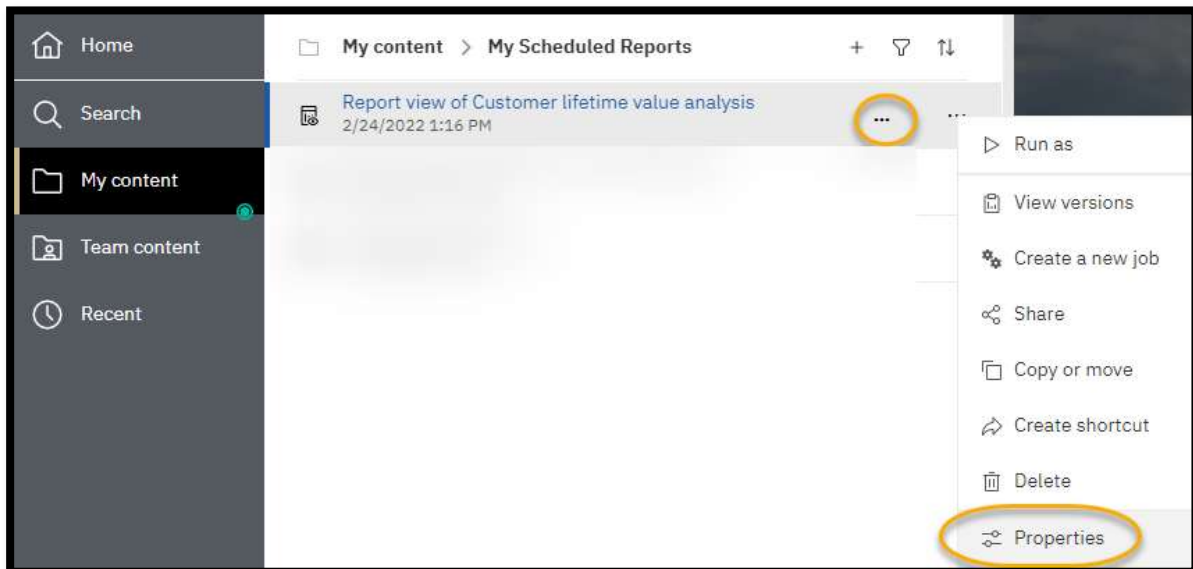 Home
Search
My content
Team content
Recent
My content > My Scheduled Reports
Report view of Customer lifetime value analysis
2/24/2022 1:16 PM
Run as
View versions
Create a new job
Share
Copy or move
Create shortcut
Delete
Properties